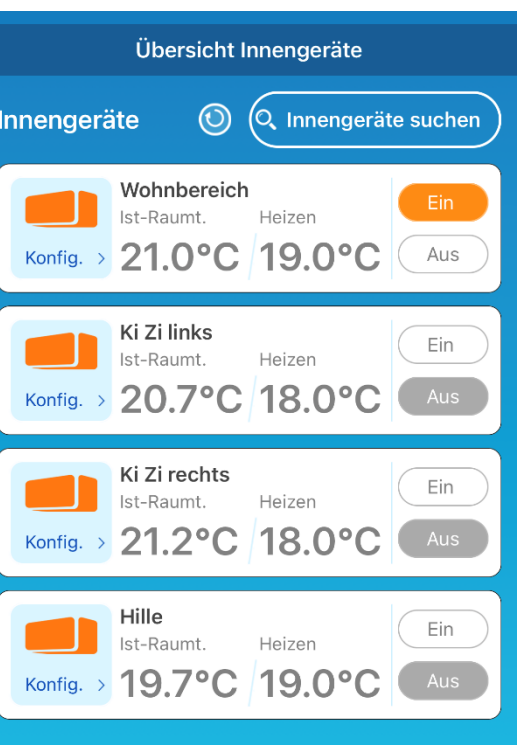 Übersicht Innengeräte
Innengeräte
Innengeräte suchen
Wohnbereich
Ist-Raumt. Heizen
Ein
Konfig. > 21.0°C 19.0°C
Aus
Ki Zi links
Ist-Raumt. Heizen
Ein
Konfig. > 20.7°C 18.0°C
Aus
Ki Zi rechts
Ist-Raumt. Heizen
Ein
Konfig. > 21.2°C 18.0°C
Aus
Hille
Ist-Raumt. Heizen
Ein
Konfig. > 19.7°C 19.0°C
Aus